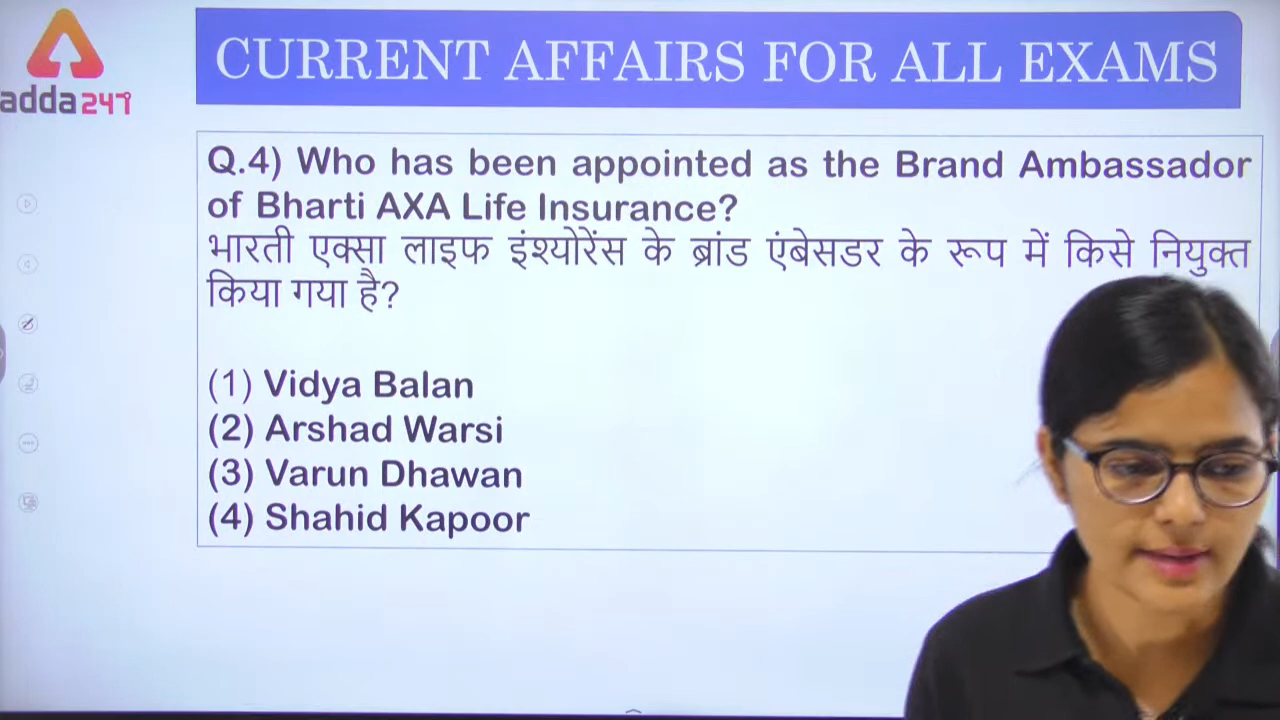 CURRENT AFFAIRS FOR ALL EXAMS
adda247
Q.4) Who has been appointed as the Brand Ambassador
of Bharti AXA Life Insurance?
भारती एक्सा लाइफ इंश्योरेंस के ब्रांड एंबेसडर के रूप में किसे नियुक्त
किया गया है?
(1) Vidya Balan
(2) Arshad Warsi
(3) Varun Dhawan
(4) Shahid Kapoor